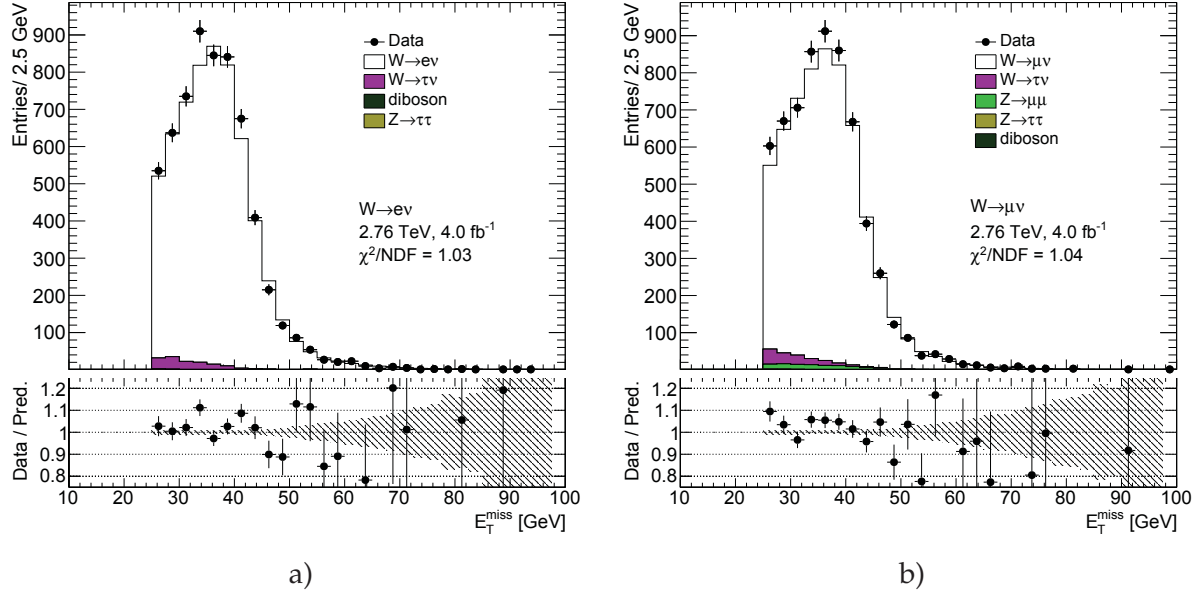 Entries/ 2.5 GeV
900
800
700
600
500
400
300
200
100
Data
W→eν
W→τν
diboson
Z→ττ
W→eν
2.76 TeV, 4.0 fb⁻¹
χ²/NDF = 1.03
Data / Pred.
1.2
1.1
1
0.9
0.8
10 20 30 40 50 60 70 80 90 100
E_T^miss [GeV]
a)
Entries/ 2.5 GeV
900
800
700
600
500
400
300
200
100
Data
W→μν
W→τν
Z→μμ
Z→ττ
diboson
W→μν
2.76 TeV, 4.0 fb⁻¹
χ²/NDF = 1.04
Data / Pred.
1.2
1.1
1
0.9
0.8
10 20 30 40 50 60 70 80 90 100
E_T^miss [GeV]
b)